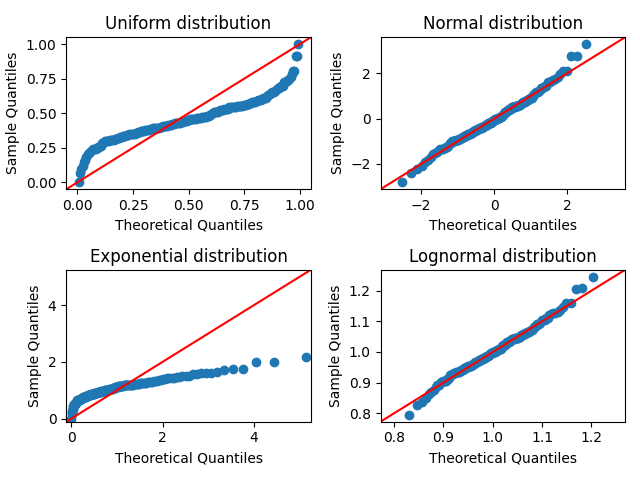 Uniform distribution
1.00
0.75
0.50
0.25
0.00
Sample Quantiles
0.00 0.25 0.50 0.75 1.00
Theoretical Quantiles
Normal distribution
2
0
−2
Sample Quantiles
−2 0 2
Theoretical Quantiles
Exponential distribution
4
2
0
Sample Quantiles
0 2 4
Theoretical Quantiles
Lognormal distribution
1.2
1.1
1.0
0.9
0.8
Sample Quantiles
0.8 0.9 1.0 1.1 1.2
Theoretical Quantiles